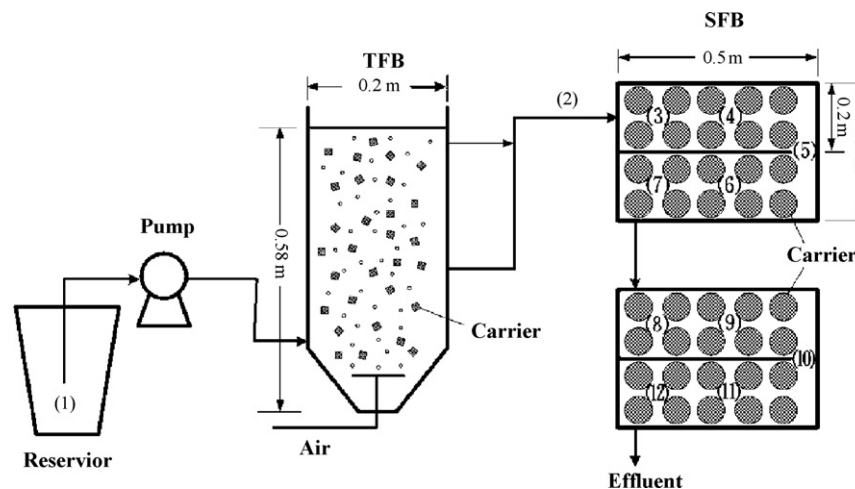 SFB
0.5 m
TFB
0.2 m
(2)
(3)
(4)
0.2 m
(5)
(7)
(6)
Pump
0.58 m
Carrier
Carrier
(8)
(9)
(10)
(1)
(12)
(11)
Air
Reservior
Effluent